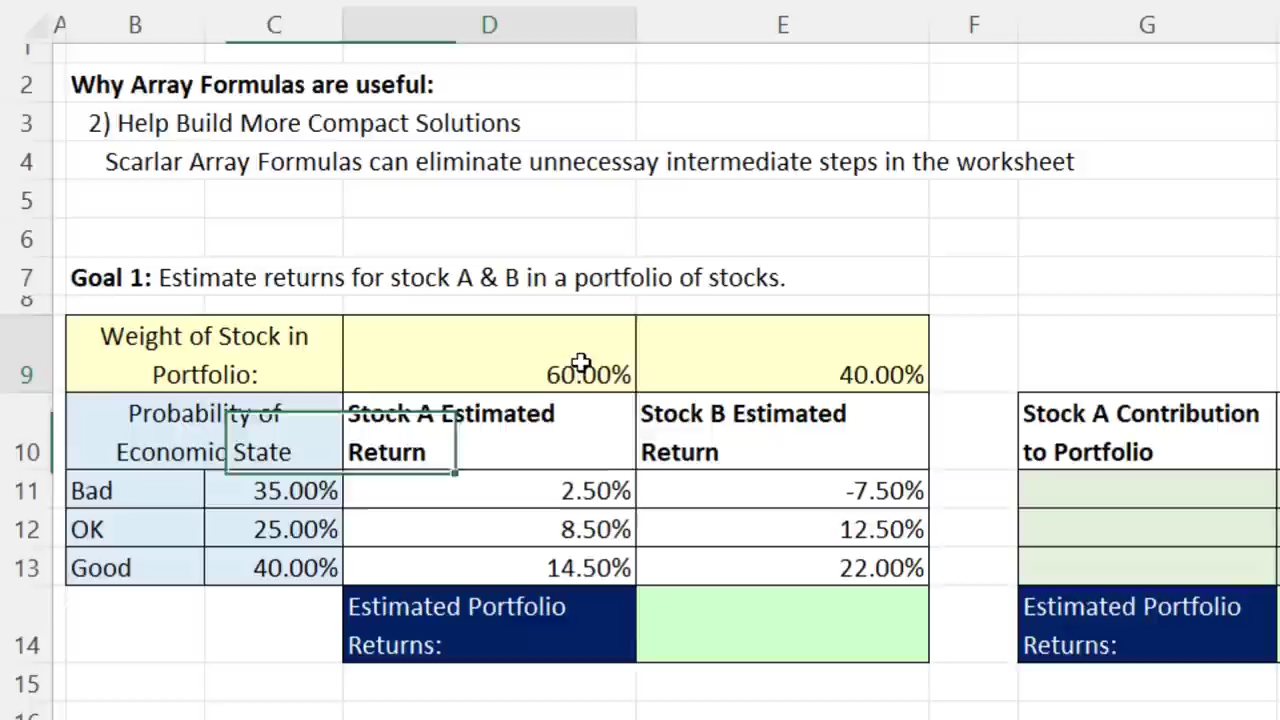 A B C D E F G
1
2 Why Array Formulas are useful:
3 2) Help Build More Compact Solutions
4 Scarlar Array Formulas can eliminate unnecessay intermediate steps in the worksheet
5
6
7 Goal 1: Estimate returns for stock A & B in a portfolio of stocks.
8
Weight of Stock in
9 Portfolio: 60.00% 40.00%
Probability of Stock A Estimated Stock B Estimated Stock A Contribution
10 Economic State Return Return to Portfolio
11 Bad 35.00% 2.50% -7.50%
12 OK 25.00% 8.50% 12.50%
13 Good 40.00% 14.50% 22.00%
Estimated Portfolio Estimated Portfolio
14 Returns: Returns:
15
16